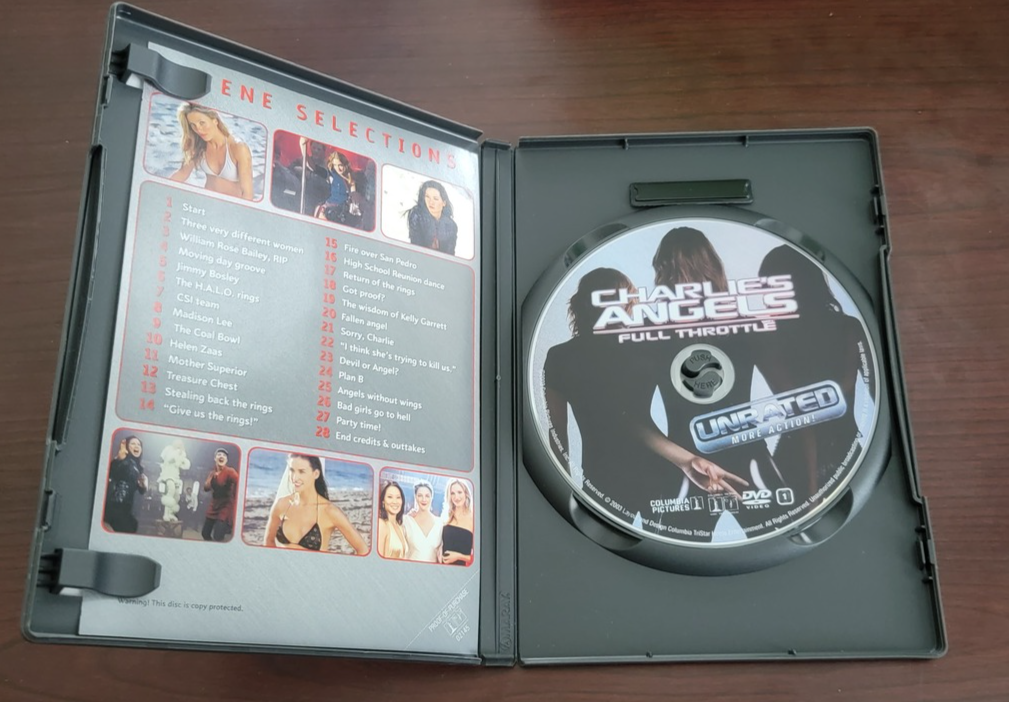 ENE SELECTIONS
1 Start
2 Three very different women
3 William Rose Bailey, RIP
4 Moving day groove
5 Jimmy Bosley
6 The H.A.L.O. rings
7 CSI team
8 Madison Lee
9 The Coal Bowl
10 Helen Zaas
11 Mother Superior
12 Treasure Chest
13 Stealing back the rings
14 "Give us the rings!"
15 Fire over San Pedro
16 High School Reunion dance
17 Return of the rings
18 Got proof?
19 The wisdom of Kelly Garrett
20 Fallen angel
21 Sorry, Charlie
22 "I think she's trying to kill us."
23 Devil or Angel?
24 Plan B
25 Angels without wings
26 Bad girls go to hell
27 Party time!
28 End credits & outtakes
Warning! This disc is copy protected.
PROOF OF PURCHASE
CHARLIE'S
ANGELS
FULL THROTTLE
PUSH
HERE
UNRATED
MORE ACTION!
COLUMBIA
PICTURES
DVD
VIDEO
1